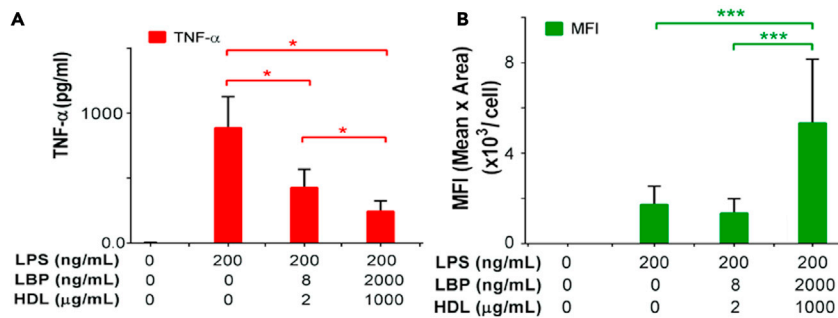 A
TNF-α
TNF-α (pg/ml)
1000
0.0
*
*
*
LPS (ng/mL) 0 200 200 200
LBP (ng/mL) 0 0 8 2000
HDL (μg/mL) 0 0 2 1000
B
MFI
MFI (Mean x Area)
(x10³/cell)
8
4
0
***
***
LPS (ng/mL) 0 200 200 200
LBP (ng/mL) 0 0 8 2000
HDL (μg/mL) 0 0 2 1000